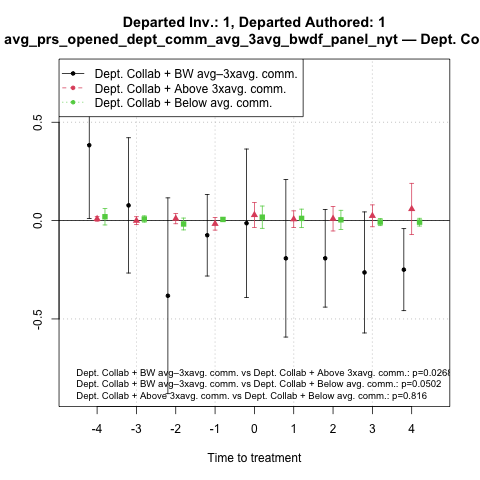 Departed Inv.: 1, Departed Authored: 1
avg_prs_opened_dept_comm_avg_3avg_bwdf_panel_nyt — Dept. Co
Dept. Collab + BW avg–3xavg. comm.
Dept. Collab + Above 3xavg. comm.
Dept. Collab + Below avg. comm.
0.5
0.0
-0.5
Dept. Collab + BW avg–3xavg. comm. vs Dept. Collab + Above 3xavg. comm.: p=0.0268
Dept. Collab + BW avg–3xavg. comm. vs Dept. Collab + Below avg. comm.: p=0.0502
Dept. Collab + Above 3xavg. comm. vs Dept. Collab + Below avg. comm.: p=0.816
-4 -3 -2 -1 0 1 2 3 4
Time to treatment